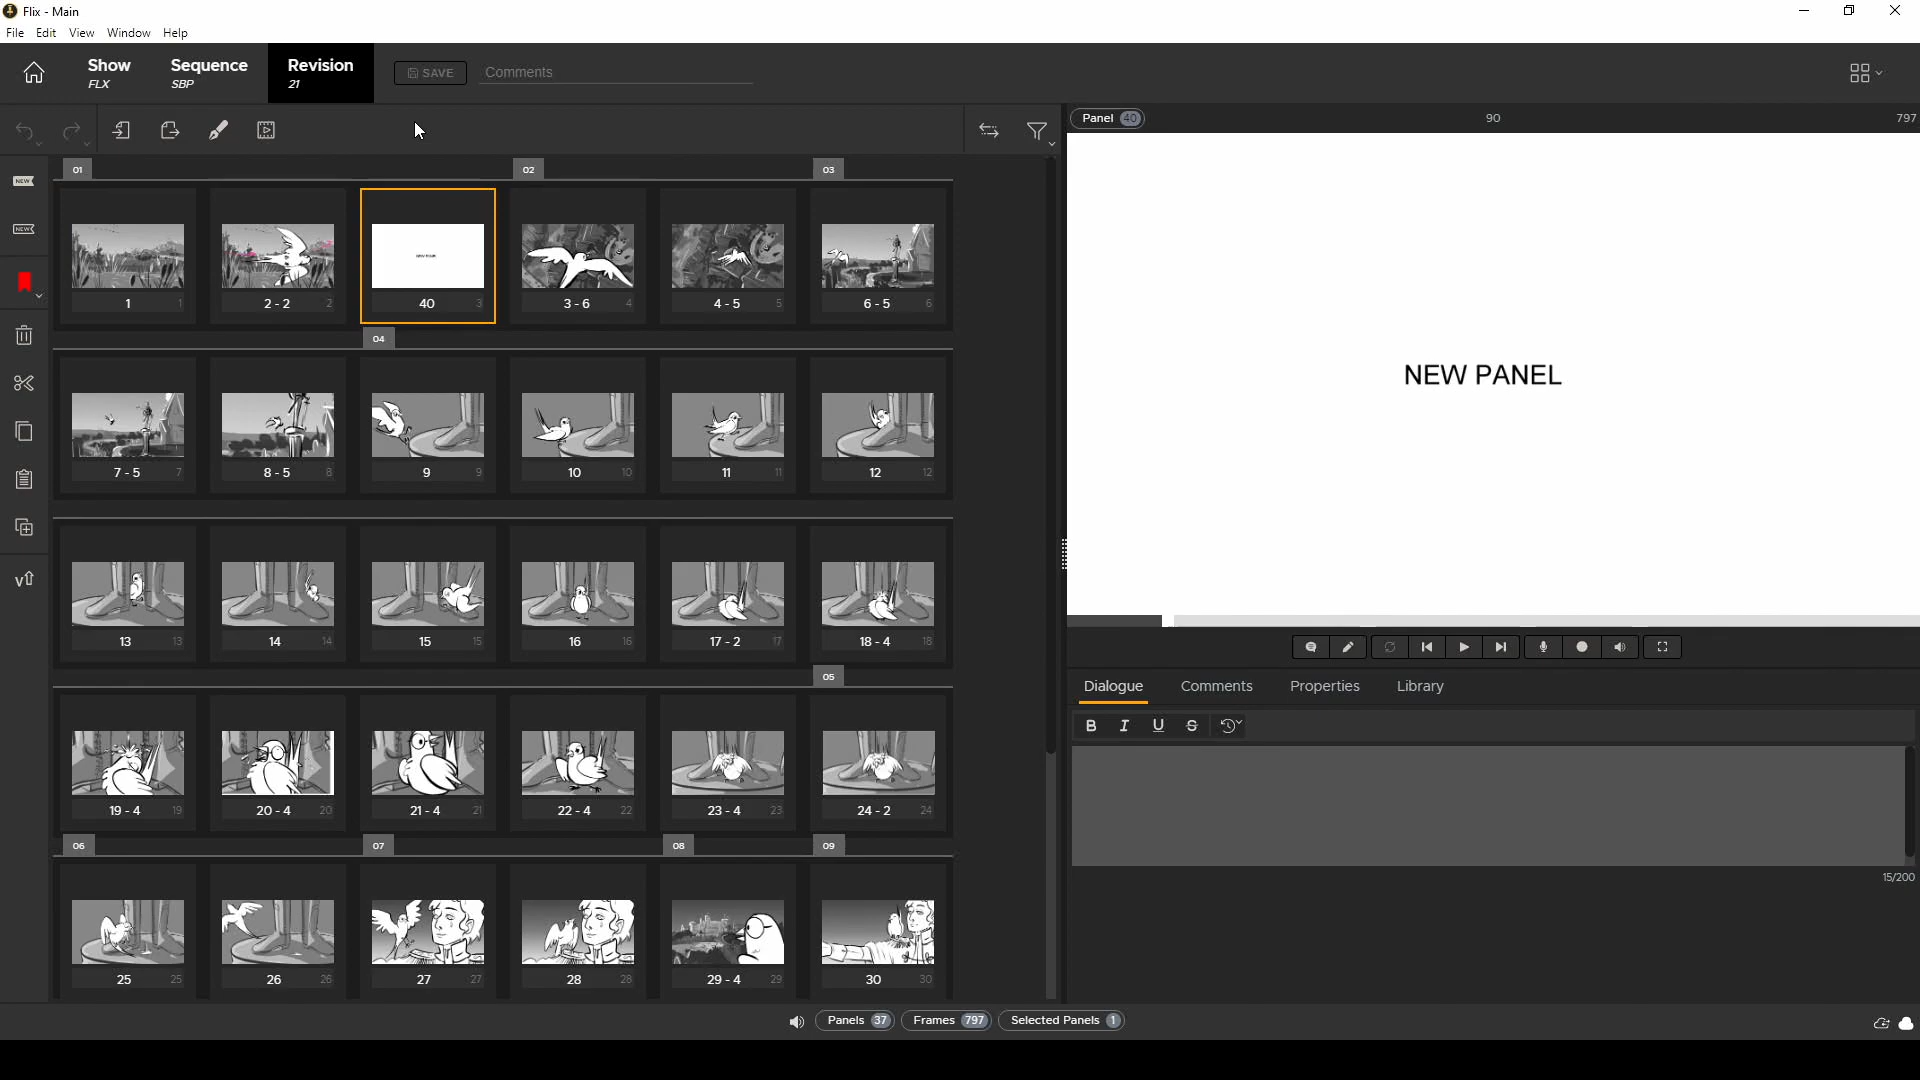 Flix - Main
File Edit View Window Help
Show
FLX
Sequence
SBP
Revision
21
SAVE
Comments
Panel 40
90
797
01
02
03
NEW
NEW
NEW PANEL
1 1
2 - 2 2
40 3
3 - 6 4
4 - 5 5
6 - 5 6
04
7 - 5 7
8 - 5 8
9 9
10 10
11 11
12 12
13 13
14 14
15 15
16 16
17 - 2 17
18 - 4 18
05
19 - 4 19
20 - 4 20
21 - 4 21
22 - 4 22
23 - 4 23
24 - 2 24
06
07
08
09
25 25
26 26
27 27
28 28
29 - 4 29
30 30
V
NEW PANEL
Dialogue Comments Properties Library
B I U S
15/200
Panels 37
Frames 797
Selected Panels 1